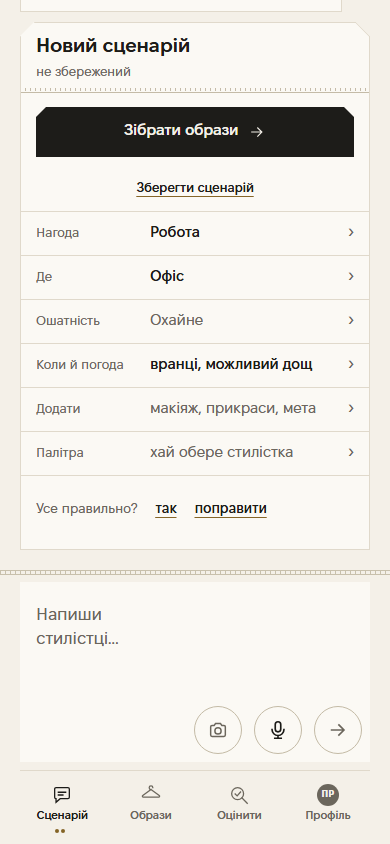 Новий сценарій
не збережений
Зібрати образи →
Зберегти сценарій
Нагода Робота
Де Офіс
Ошатність Охайне
Коли й погода вранці, можливий дощ
Додати макіяж, прикраси, мета
Палітра хай обере стилістка
Усе правильно? так поправити
Напиши
стилістці...
Сценарій Образи Оцінити ПР Профіль